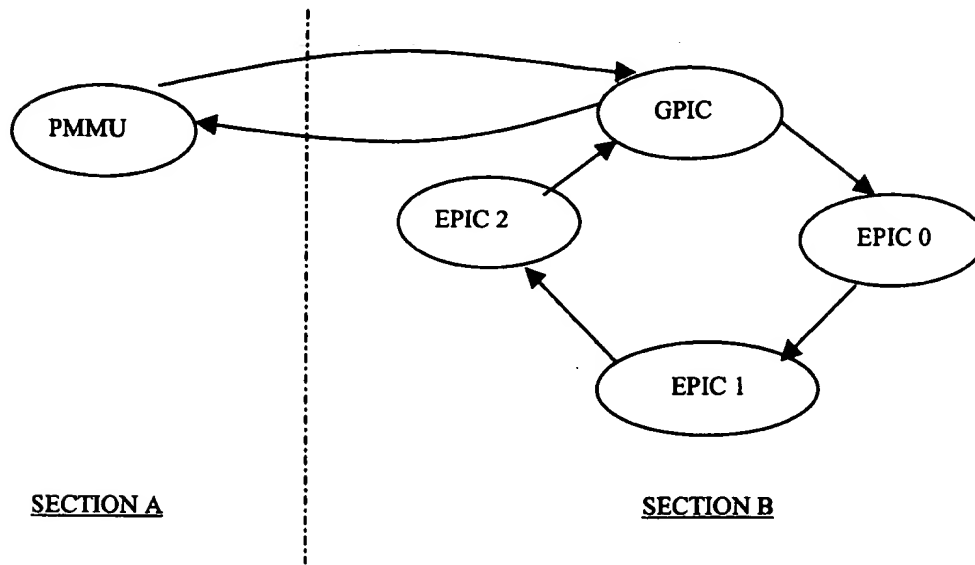 PMMU
GPIC
EPIC 2
EPIC 0
EPIC 1
SECTION A
SECTION B